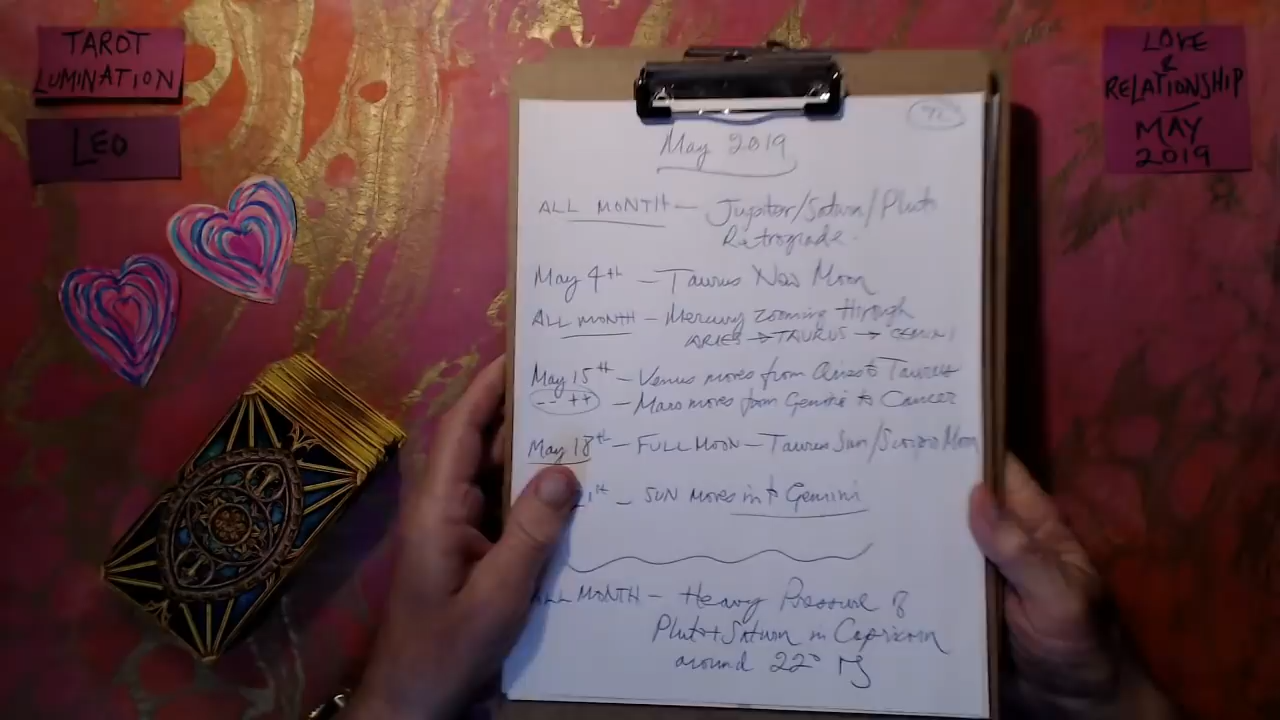 TAROT
LUMINATION
LEO
LOVE
&
RELATIONSHIP
MAY
2019
May 2019
ALL MONTH — Jupiter/Saturn/Pluto
Retrograde.
May 4th — Taurus New Moon
ALL MONTH — Mercury zooming through
ARIES → TAURUS → GEMINI
May 15th — Venus moves from Aries to Taurus
-- ++ — Mars moves from Gemini to Cancer
May 18th — FULL MOON — Taurus Sun/Scorpio Moon
1st — SUN moves into Gemini
ALL MONTH — Heavy Pressure of
Pluto+Saturn in Capricorn
around 22°